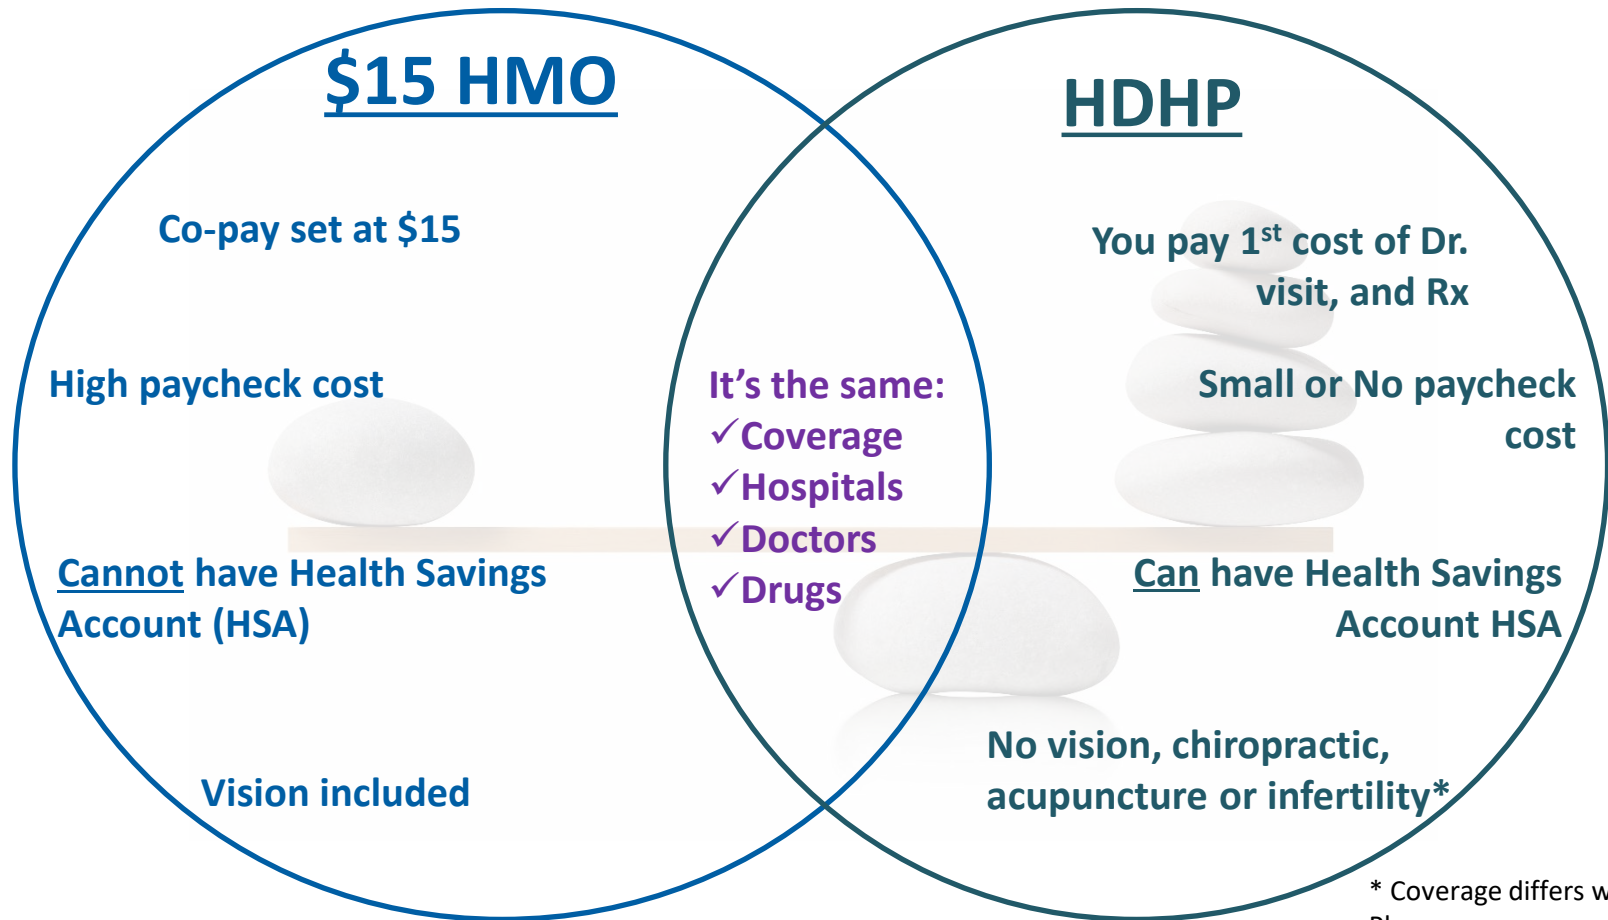 $15 HMO
Co-pay set at $15
High paycheck cost
Cannot have Health Savings
Account (HSA)
Vision included
It’s the same:
✓Coverage
✓Hospitals
✓Doctors
✓Drugs
HDHP
You pay 1st cost of Dr.
visit, and Rx
Small or No paycheck
cost
Can have Health Savings
Account HSA
No vision, chiropractic,
acupuncture or infertility*
* Coverage differs